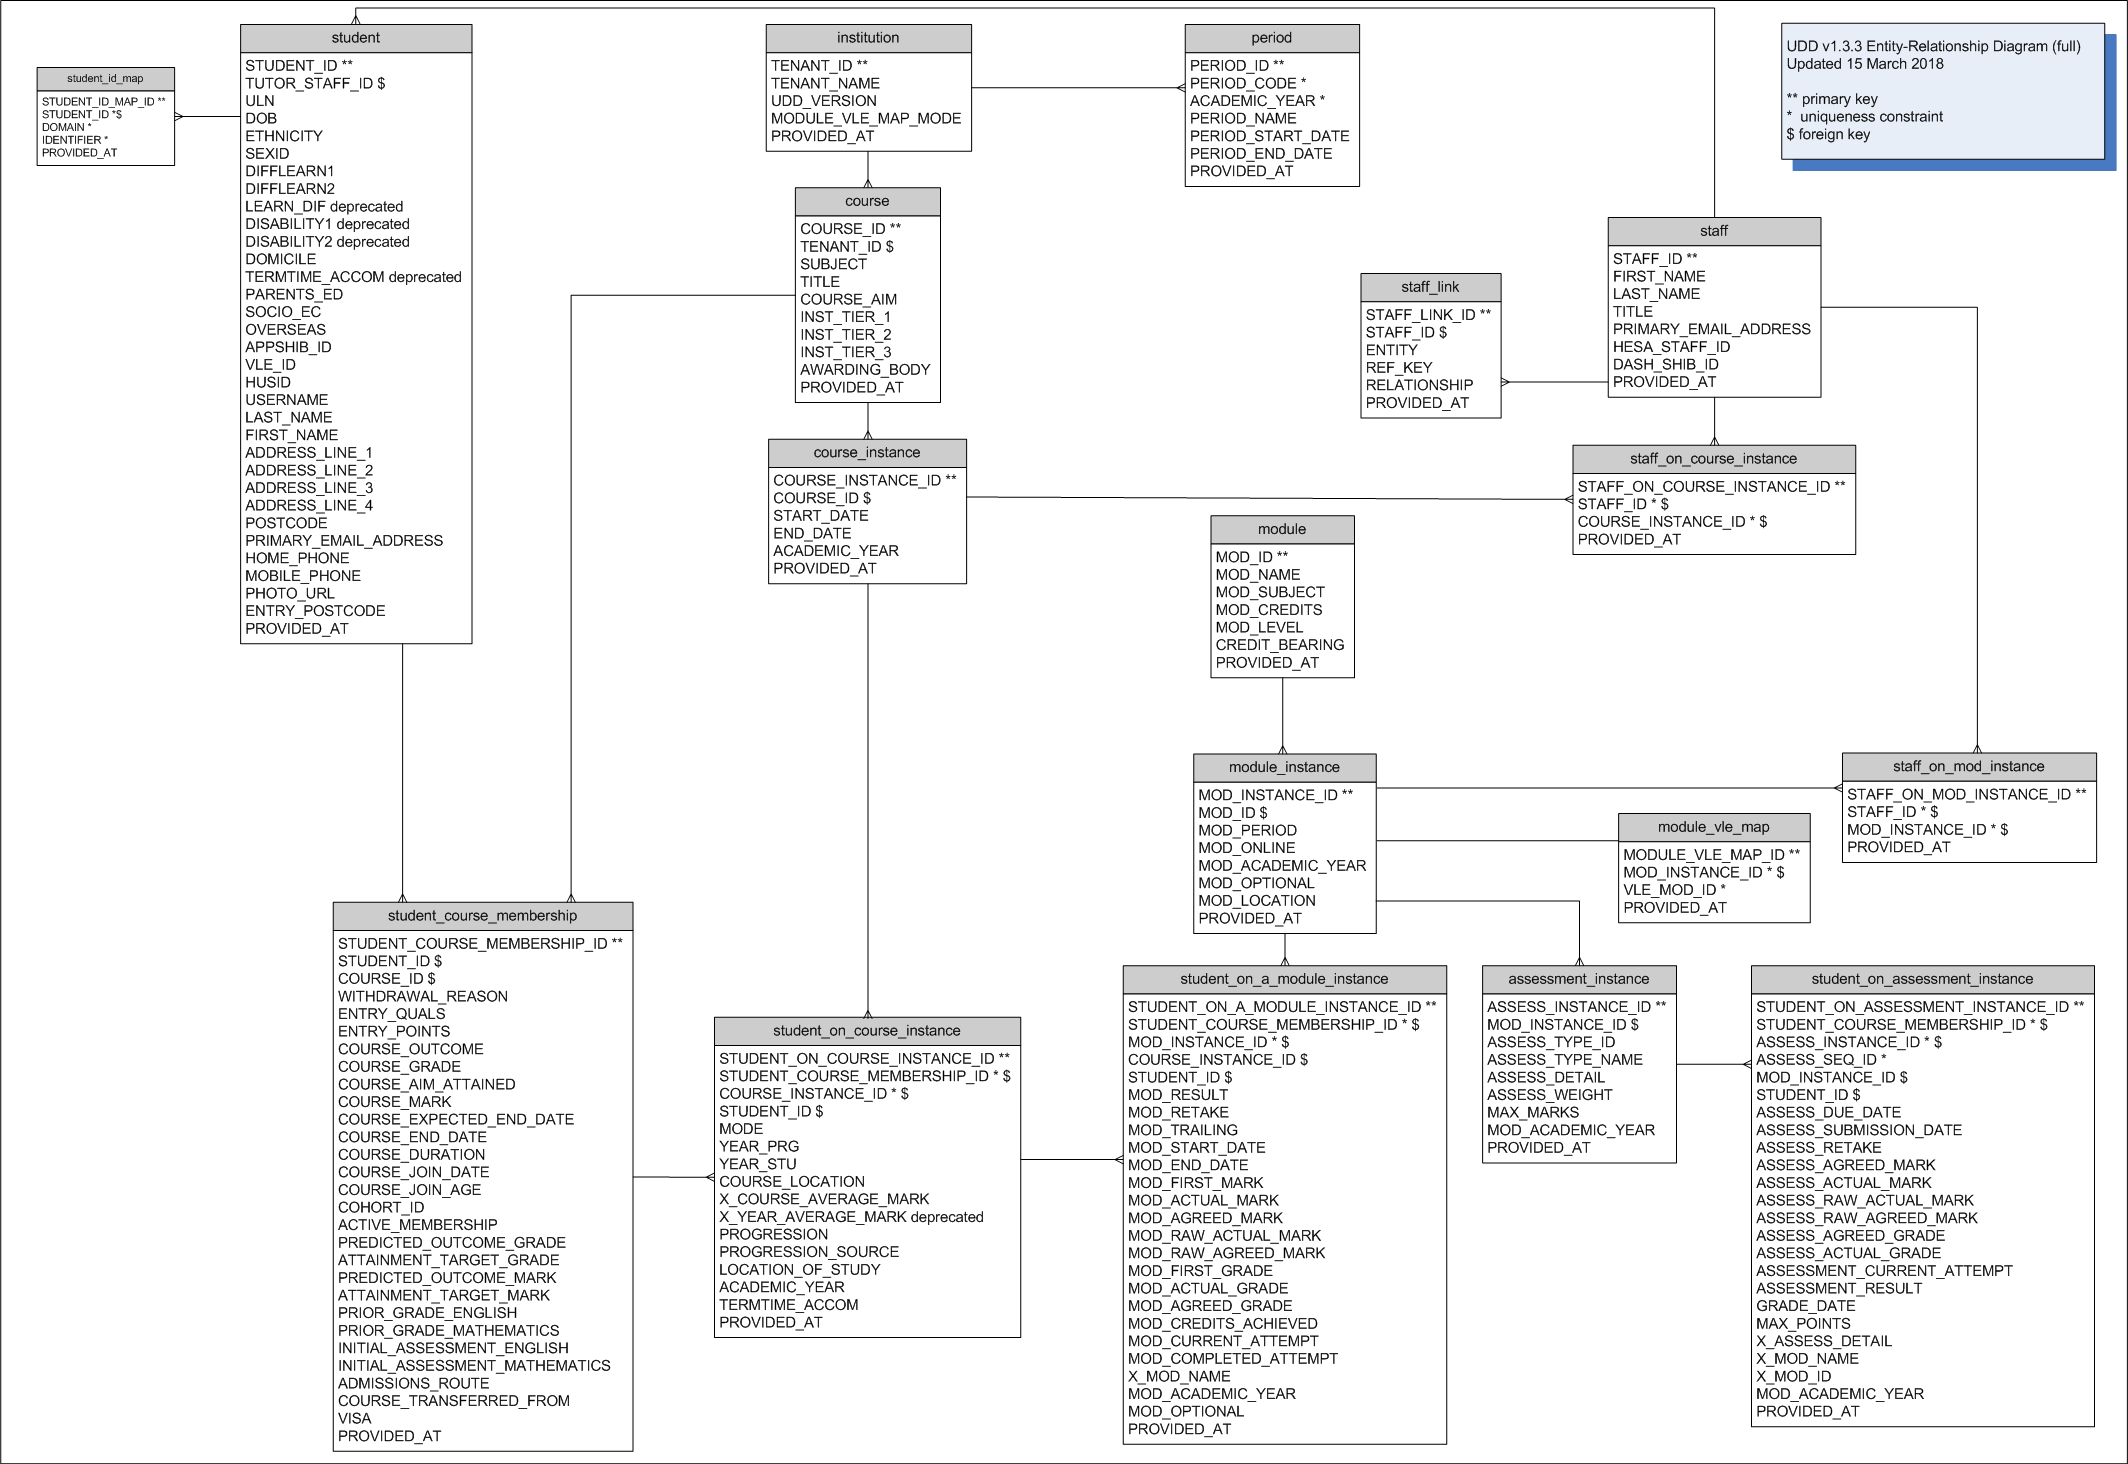 student
STUDENT_ID **
TUTOR_STAFF_ID $
ULN
DOB
ETHNICITY
SEXID
DIFFLEARN1
DIFFLEARN2
LEARN_DIF deprecated
DISABILITY1 deprecated
DISABILITY2 deprecated
DOMICILE
TERMTIME_ACCOM deprecated
PARENTS_ED
SOCIO_EC
OVERSEAS
APPSHIB_ID
VLE_ID
HUSID
USERNAME
LAST_NAME
FIRST_NAME
ADDRESS_LINE_1
ADDRESS_LINE_2
ADDRESS_LINE_3
ADDRESS_LINE_4
POSTCODE
PRIMARY_EMAIL_ADDRESS
HOME_PHONE
MOBILE_PHONE
PHOTO_URL
ENTRY_POSTCODE
PROVIDED_AT
student_id_map
STUDENT_ID_MAP_ID **
STUDENT_ID *$
DOMAIN *
IDENTIFIER *
PROVIDED_AT
institution
TENANT_ID **
TENANT_NAME
UDD_VERSION
MODULE_VLE_MAP_MODE
PROVIDED_AT
period
PERIOD_ID **
PERIOD_CODE *
ACADEMIC_YEAR *
PERIOD_NAME
PERIOD_START_DATE
PERIOD_END_DATE
PROVIDED_AT
UDD v1.3.3 Entity-Relationship Diagram (full)
Updated 15 March 2018
** primary key
* uniqueness constraint
$ foreign key
course
COURSE_ID **
TENANT_ID $
SUBJECT
TITLE
COURSE_AIM
INST_TIER_1
INST_TIER_2
INST_TIER_3
AWARDING_BODY
PROVIDED_AT
staff
STAFF_ID **
FIRST_NAME
LAST_NAME
TITLE
PRIMARY_EMAIL_ADDRESS
HESA_STAFF_ID
DASH_SHIB_ID
PROVIDED_AT
staff_link
STAFF_LINK_ID **
STAFF_ID $
ENTITY
REF_KEY
RELATIONSHIP
PROVIDED_AT
course_instance
COURSE_INSTANCE_ID **
COURSE_ID $
START_DATE
END_DATE
ACADEMIC_YEAR
PROVIDED_AT
staff_on_course_instance
STAFF_ON_COURSE_INSTANCE_ID **
STAFF_ID * $
COURSE_INSTANCE_ID * $
PROVIDED_AT
module
MOD_ID **
MOD_NAME
MOD_SUBJECT
MOD_CREDITS
MOD_LEVEL
CREDIT_BEARING
PROVIDED_AT
module_instance
MOD_INSTANCE_ID **
MOD_ID $
MOD_PERIOD
MOD_ONLINE
MOD_ACADEMIC_YEAR
MOD_OPTIONAL
MOD_LOCATION
PROVIDED_AT
staff_on_mod_instance
STAFF_ON_MOD_INSTANCE_ID **
STAFF_ID * $
MOD_INSTANCE_ID * $
PROVIDED_AT
module_vle_map
MODULE_VLE_MAP_ID **
MOD_INSTANCE_ID * $
VLE_MOD_ID *
PROVIDED_AT
student_course_membership
STUDENT_COURSE_MEMBERSHIP_ID **
STUDENT_ID $
COURSE_ID $
WITHDRAWAL_REASON
ENTRY_QUALS
ENTRY_POINTS
COURSE_OUTCOME
COURSE_GRADE
COURSE_AIM_ATTAINED
COURSE_MARK
COURSE_EXPECTED_END_DATE
COURSE_END_DATE
COURSE_DURATION
COURSE_JOIN_DATE
COURSE_JOIN_AGE
COHORT_ID
ACTIVE_MEMBERSHIP
PREDICTED_OUTCOME_GRADE
ATTAINMENT_TARGET_GRADE
PREDICTED_OUTCOME_MARK
ATTAINMENT_TARGET_MARK
PRIOR_GRADE_ENGLISH
PRIOR_GRADE_MATHEMATICS
INITIAL_ASSESSMENT_ENGLISH
INITIAL_ASSESSMENT_MATHEMATICS
ADMISSIONS_ROUTE
COURSE_TRANSFERRED_FROM
VISA
PROVIDED_AT
student_on_course_instance
STUDENT_ON_COURSE_INSTANCE_ID **
STUDENT_COURSE_MEMBERSHIP_ID * $
COURSE_INSTANCE_ID * $
STUDENT_ID $
MODE
YEAR_PRG
YEAR_STU
COURSE_LOCATION
X_COURSE_AVERAGE_MARK
X_YEAR_AVERAGE_MARK deprecated
PROGRESSION
PROGRESSION_SOURCE
LOCATION_OF_STUDY
ACADEMIC_YEAR
TERMTIME_ACCOM
PROVIDED_AT
student_on_a_module_instance
STUDENT_ON_A_MODULE_INSTANCE_ID **
STUDENT_COURSE_MEMBERSHIP_ID * $
MOD_INSTANCE_ID * $
COURSE_INSTANCE_ID $
STUDENT_ID $
MOD_RESULT
MOD_RETAKE
MOD_TRAILING
MOD_START_DATE
MOD_END_DATE
MOD_FIRST_MARK
MOD_ACTUAL_MARK
MOD_AGREED_MARK
MOD_RAW_ACTUAL_MARK
MOD_RAW_AGREED_MARK
MOD_FIRST_GRADE
MOD_ACTUAL_GRADE
MOD_AGREED_GRADE
MOD_CREDITS_ACHIEVED
MOD_CURRENT_ATTEMPT
MOD_COMPLETED_ATTEMPT
X_MOD_NAME
MOD_ACADEMIC_YEAR
MOD_OPTIONAL
PROVIDED_AT
assessment_instance
ASSESS_INSTANCE_ID **
MOD_INSTANCE_ID $
ASSESS_TYPE_ID
ASSESS_TYPE_NAME
ASSESS_DETAIL
ASSESS_WEIGHT
MAX_MARKS
MOD_ACADEMIC_YEAR
PROVIDED_AT
student_on_assessment_instance
STUDENT_ON_ASSESSMENT_INSTANCE_ID **
STUDENT_COURSE_MEMBERSHIP_ID * $
ASSESS_INSTANCE_ID * $
ASSESS_SEQ_ID *
MOD_INSTANCE_ID $
STUDENT_ID $
ASSESS_DUE_DATE
ASSESS_SUBMISSION_DATE
ASSESS_RETAKE
ASSESS_AGREED_MARK
ASSESS_ACTUAL_MARK
ASSESS_RAW_ACTUAL_MARK
ASSESS_RAW_AGREED_MARK
ASSESS_AGREED_GRADE
ASSESS_ACTUAL_GRADE
ASSESSMENT_CURRENT_ATTEMPT
ASSESSMENT_RESULT
GRADE_DATE
MAX_POINTS
X_ASSESS_DETAIL
X_MOD_NAME
X_MOD_ID
MOD_ACADEMIC_YEAR
PROVIDED_AT